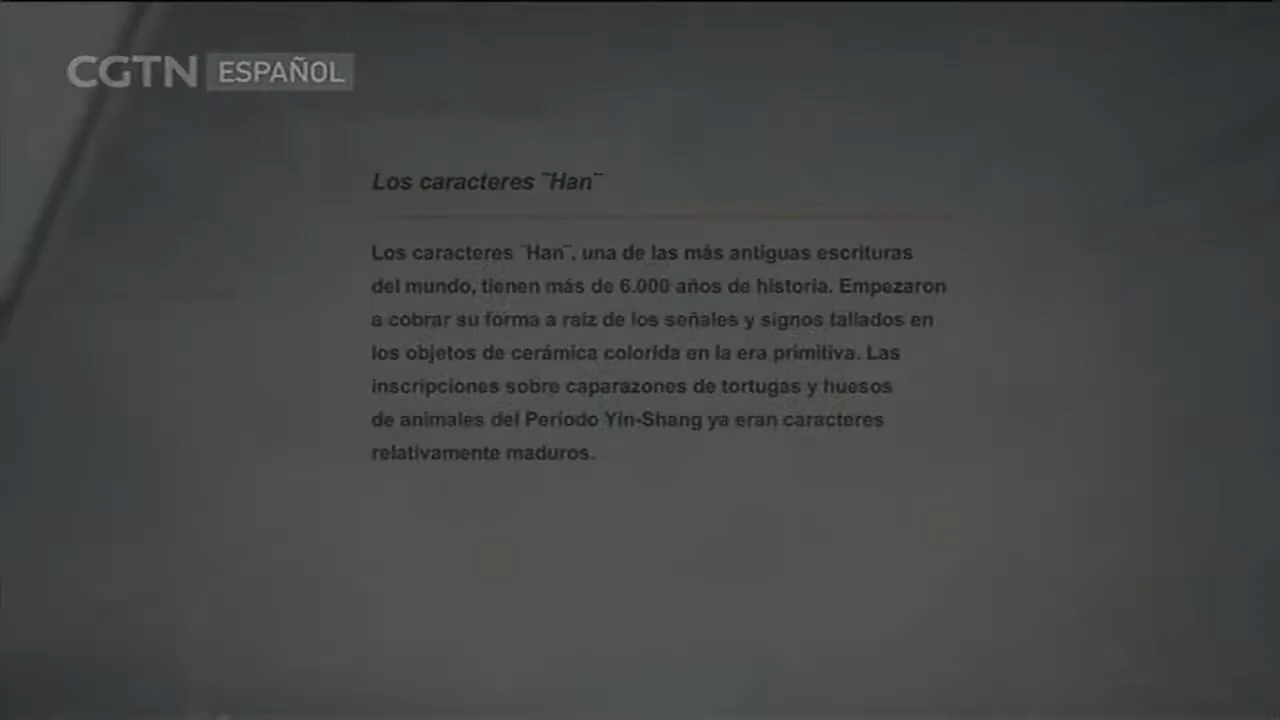 CGTN ESPAÑOL
Los caracteres ¨Han¨
Los caracteres ¨Han¨, una de las más antiguas escrituras
del mundo, tienen más de 6.000 años de historia. Empezaron
a cobrar su forma a raíz de los señales y signos tallados en
los objetos de cerámica colorida en la era primitiva. Las
inscripciones sobre caparazones de tortugas y huesos
de animales del Período Yin-Shang ya eran caracteres
relativamente maduros.